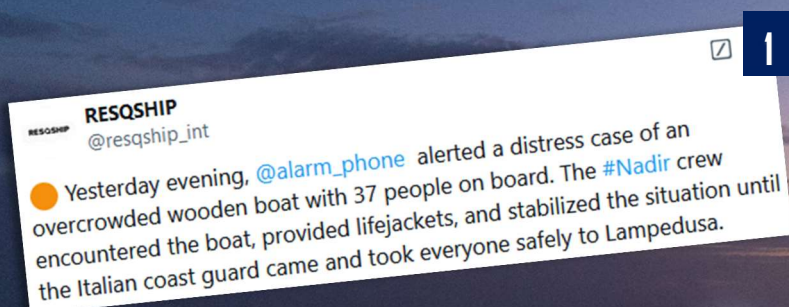 1
RESQSHIP
RESQSHIP
@resqship_int
Yesterday evening, @alarm_phone alerted a distress case of an
overcrowded wooden boat with 37 people on board. The #Nadir crew
encountered the boat, provided lifejackets, and stabilized the situation until
the Italian coast guard came and took everyone safely to Lampedusa.